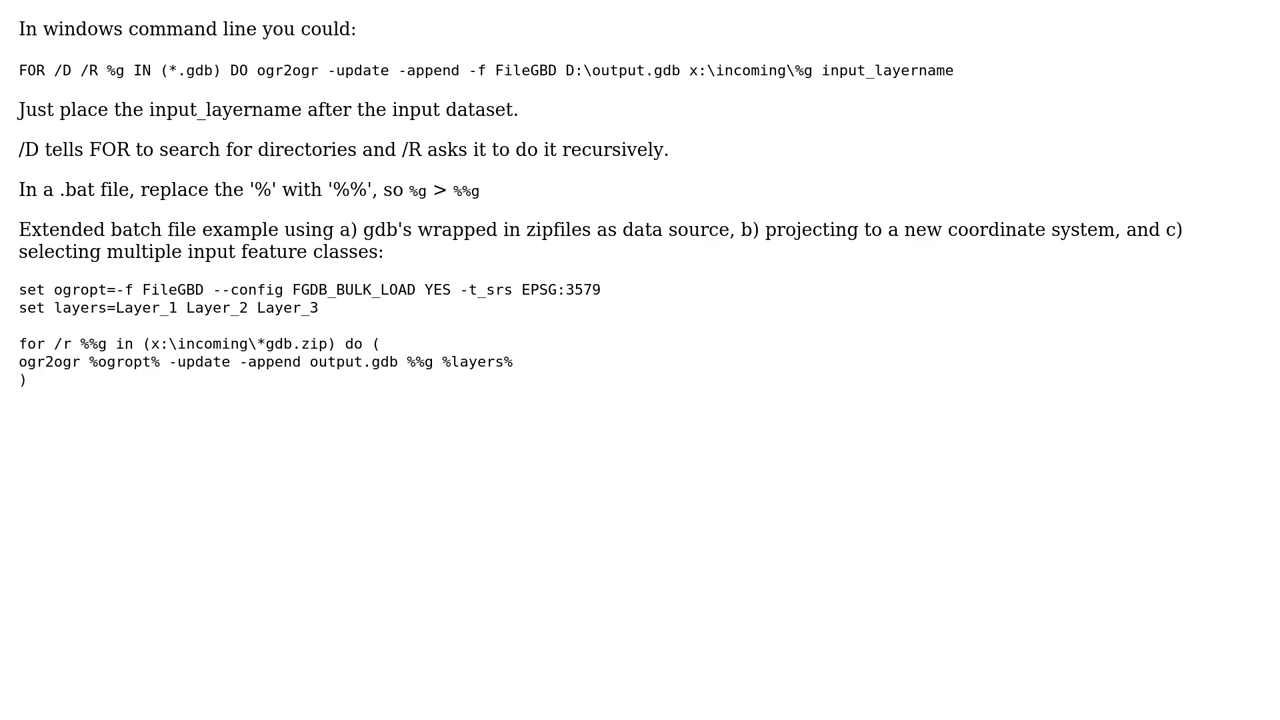 In windows command line you could:
FOR /D /R %g IN (*.gdb) DO ogr2ogr -update -append -f FileGBD D:\output.gdb x:\incoming\%g input_layername
Just place the input_layername after the input dataset.
/D tells FOR to search for directories and /R asks it to do it recursively.
In a .bat file, replace the '%' with '%%', so %g > %%g
Extended batch file example using a) gdb's wrapped in zipfiles as data source, b) projecting to a new coordinate system, and c)
selecting multiple input feature classes:
set ogropt=-f FileGBD --config FGDB_BULK_LOAD YES -t_srs EPSG:3579
set layers=Layer_1 Layer_2 Layer_3
for /r %%g in (x:\incoming\*gdb.zip) do (
ogr2ogr %ogropt% -update -append output.gdb %%g %layers%
)